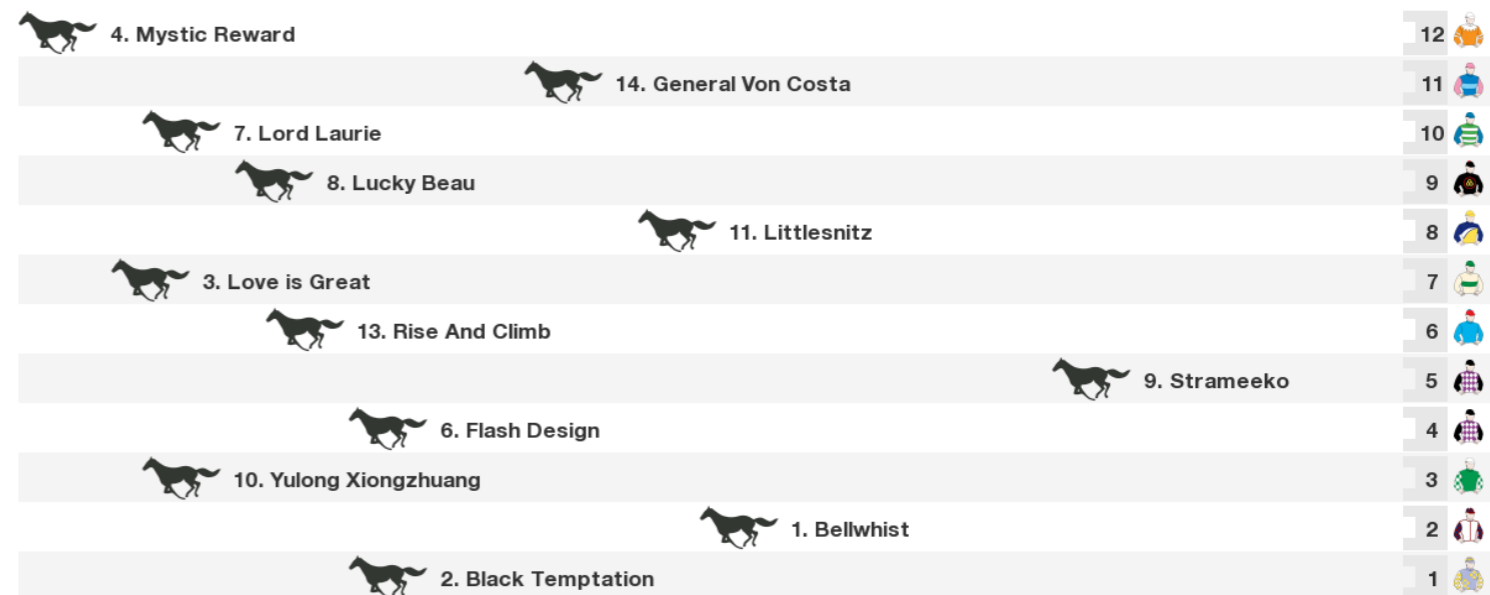 4. Mystic Reward 12
14. General Von Costa 11
7. Lord Laurie 10
8. Lucky Beau 9
11. Littlesnitz 8
3. Love is Great 7
13. Rise And Climb 6
9. Strameeko 5
6. Flash Design 4
10. Yulong Xiongzhuang 3
1. Bellwhist 2
2. Black Temptation 1